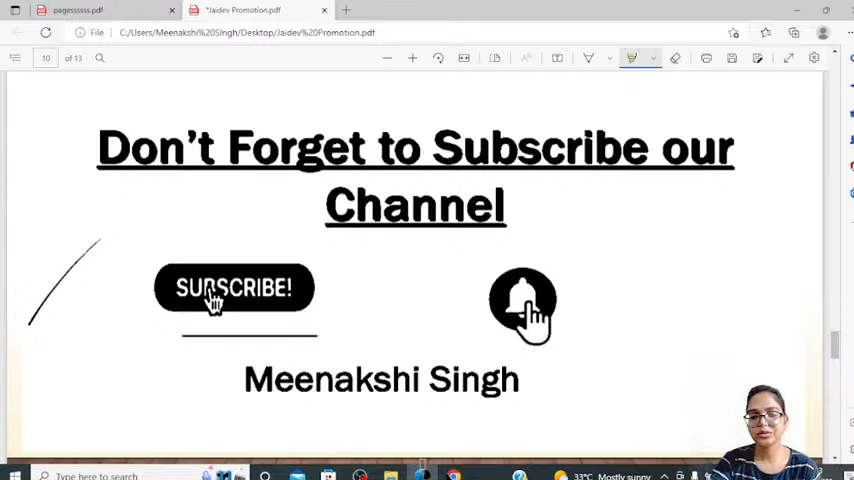 pagessssss.pdf
*Jaidev Promotion.pdf
C:/Users/Meenakshi%20SIngh/Desktop/Jaidev%20Promotion.pdf
10 of 13
Don't Forget to Subscribe our
Channel
SUBSCRIBE!
Meenakshi Singh
Type here to search
33°C Mostly sunny